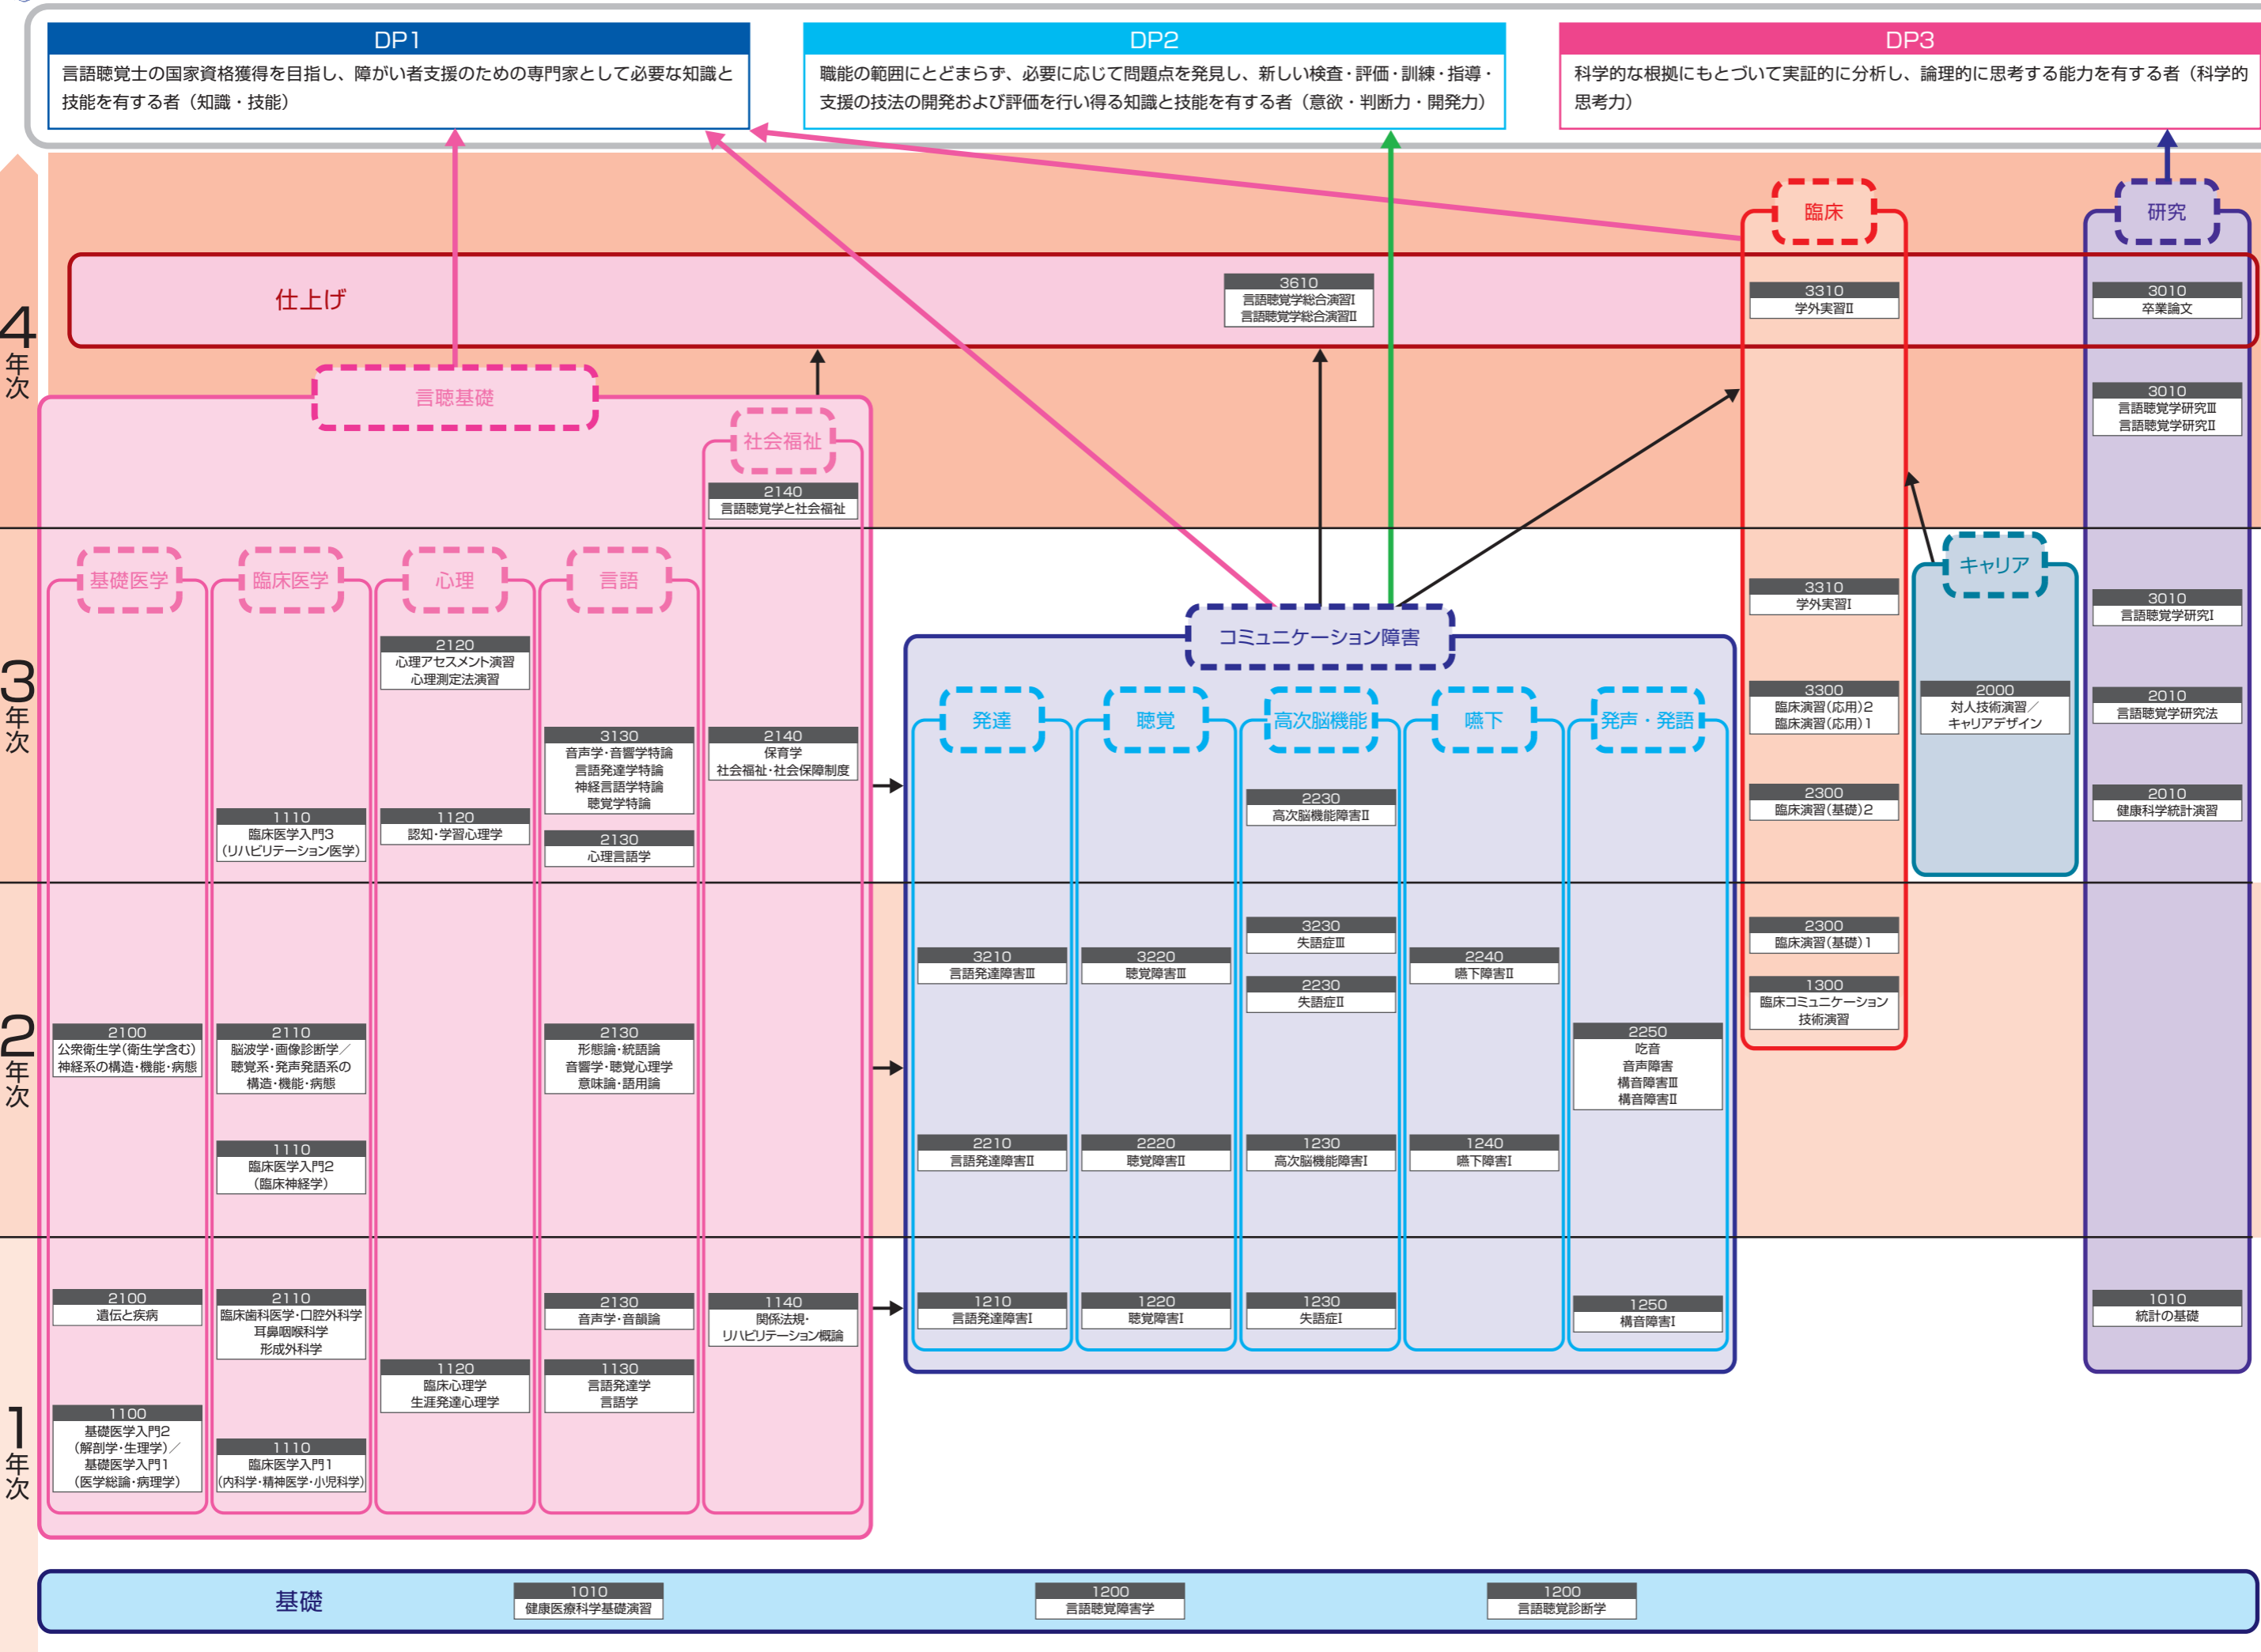 DP1
言語聴覚士の国家資格獲得を目指し、障がい者支援のための専門家として必要な知識と
技能を有する者（知識・技能）
DP2
職能の範囲にとどまらず、必要に応じて問題点を発見し、新しい検査・評価・訓練・指導・
支援の技法の開発および評価を行い得る知識と技能を有する者（意欲・判断力・開発力）
DP3
科学的な根拠にもとづいて実証的に分析し、論理的に思考する能力を有する者（科学的
思考力）
4年次
仕上げ
3610
言語聴覚学総合演習Ⅰ
言語聴覚学総合演習Ⅱ
臨床
3310
学外実習Ⅱ
研究
3010
卒業論文
3010
言語聴覚学研究Ⅲ
言語聴覚学研究Ⅱ
言聴基礎
社会福祉
2140
言語聴覚学と社会福祉
3年次
基礎医学
臨床医学
心理
言語
2120
心理アセスメント演習
心理測定法演習
3130
音声学・音響学特論
言語発達学特論
神経言語学特論
聴覚学特論
2140
保育学
社会福祉・社会保障制度
1110
臨床医学入門3
（リハビリテーション医学）
1120
認知・学習心理学
2130
心理言語学
コミュニケーション障害
発達
聴覚
高次脳機能
嚥下
発声・発語
2230
高次脳機能障害Ⅱ
3310
学外実習Ⅰ
3300
臨床演習（応用）2
臨床演習（応用）1
2300
臨床演習（基礎）2
キャリア
2000
対人技術演習／
キャリアデザイン
3010
言語聴覚学研究Ⅰ
2010
言語聴覚学研究法
2010
健康科学統計演習
2年次
2100
公衆衛生学（衛生学含む）
神経系の構造・機能・病態
2110
脳波学・画像診断学／
聴覚系・発声発語系の
構造・機能・病態
1110
臨床医学入門2
（臨床神経学）
2130
形態論・統語論
音響学・聴覚心理学
意味論・語用論
3210
言語発達障害Ⅲ
3220
聴覚障害Ⅲ
3230
失語症Ⅲ
2230
失語症Ⅱ
2240
嚥下障害Ⅱ
2250
吃音
音声障害
構音障害Ⅲ
構音障害Ⅱ
2210
言語発達障害Ⅱ
2220
聴覚障害Ⅱ
1230
高次脳機能障害Ⅰ
1240
嚥下障害Ⅰ
2300
臨床演習（基礎）1
1300
臨床コミュニケーション
技術演習
1年次
2100
遺伝と疾病
2110
臨床歯科医学・口腔外科学
耳鼻咽喉科学
形成外科学
2130
音声学・音韻論
1140
関係法規・
リハビリテーション概論
1120
臨床心理学
生涯発達心理学
1130
言語発達学
言語学
1100
基礎医学入門2
（解剖学・生理学）／
基礎医学入門1
（医学総論・病理学）
1110
臨床医学入門1
（内科学・精神医学・小児科学）
1210
言語発達障害Ⅰ
1220
聴覚障害Ⅰ
1230
失語症Ⅰ
1250
構音障害Ⅰ
1010
統計の基礎
基礎
1010
健康医療科学基礎演習
1200
言語聴覚障害学
1200
言語聴覚診断学